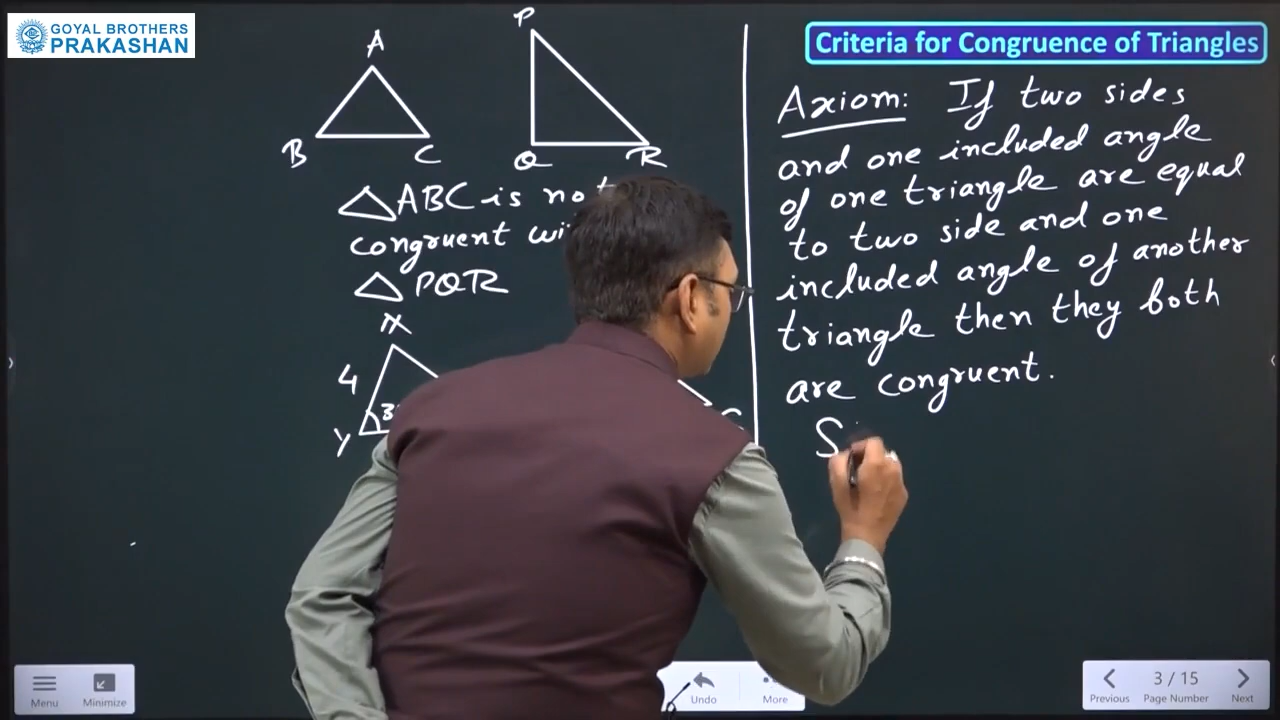 GOYAL BROTHERS
PRAKASHAN
Criteria for Congruence of Triangles
A
B
C
P
Q
R
△ABC is not
congruent
△PQR
X
4
Y
3
Axiom: If two sides
and one included angle
of one triangle are equal
to two side and one
included angle of another
triangle then they both
are congruent.
S
Menu
Minimize
Undo
More
Previous
3 / 15
Page Number
Next